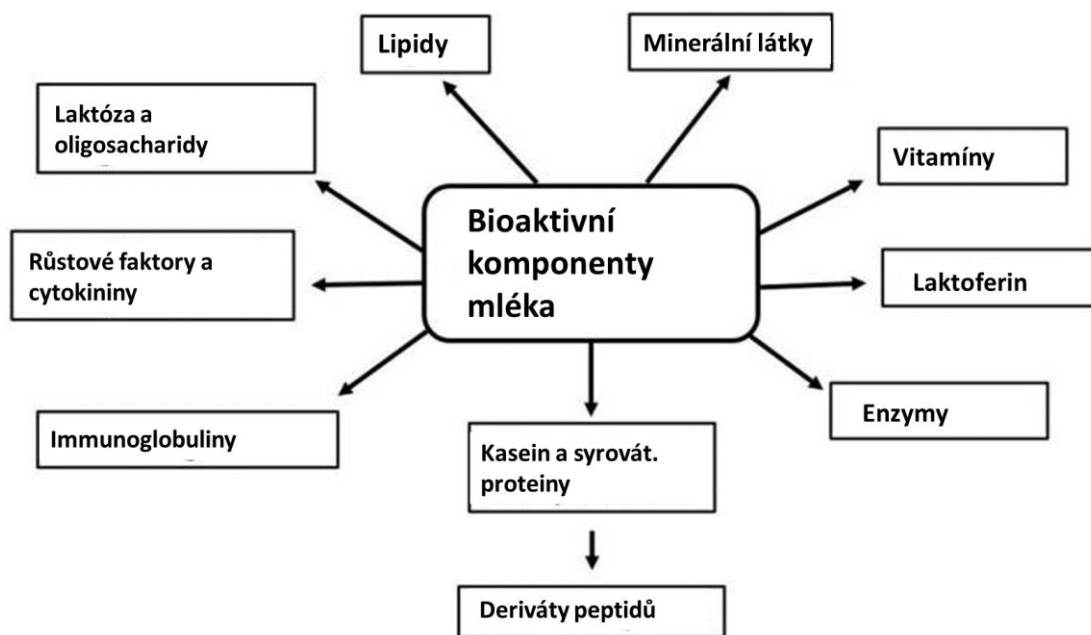 Lipidy
Minerální látky
Laktóza a
oligosacharidy
Vitamíny
Bioaktivní
komponenty
mléka
Růstové faktory a
cytokininy
Laktoferin
Immunoglobuliny
Enzymy
Kasein a syrovát.
proteiny
Deriváty peptidů